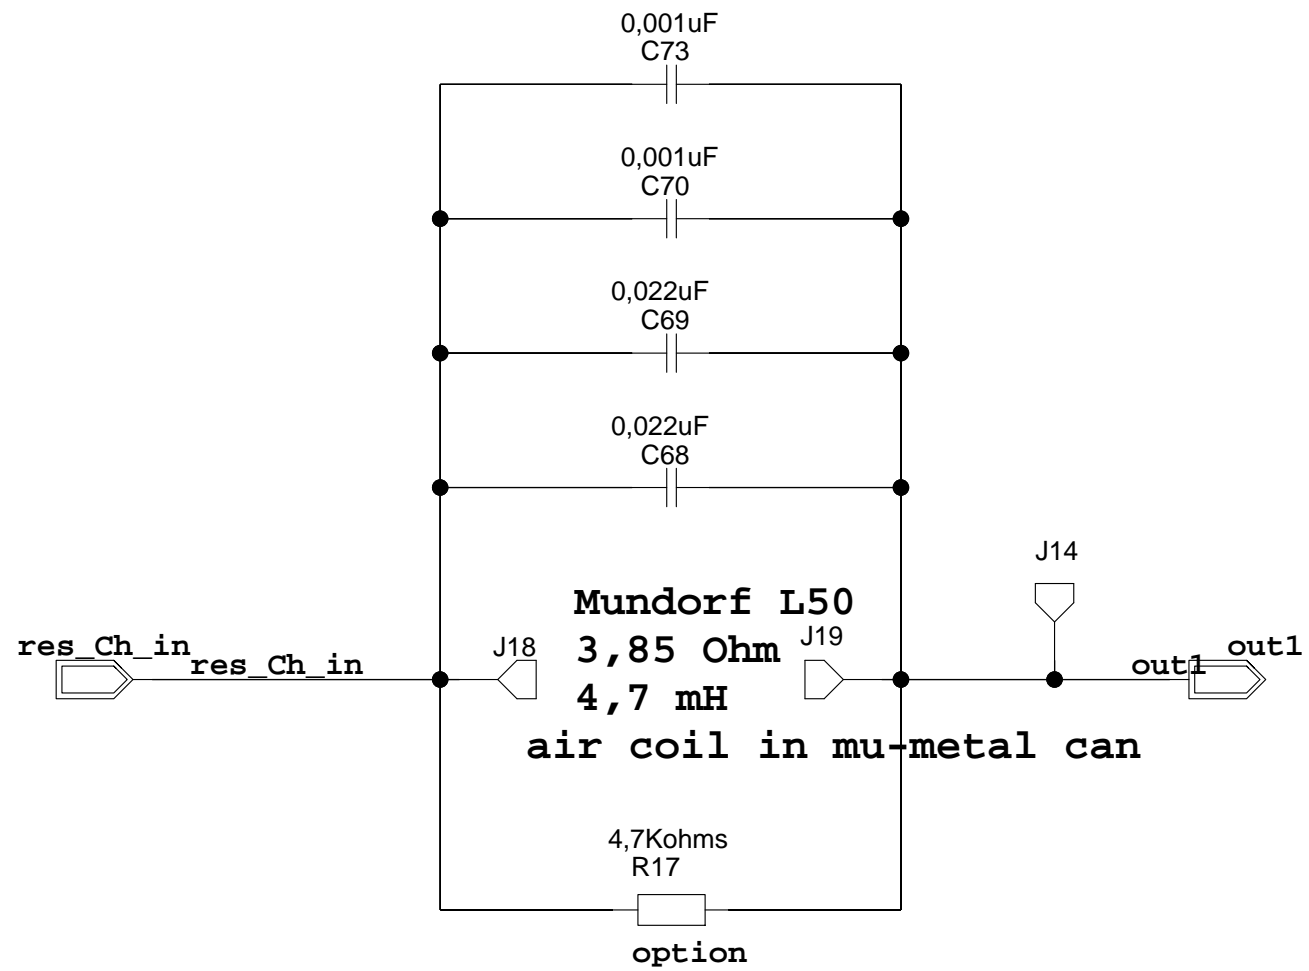 0,001uF
C73
0,001uF
C70
0,022uF
C69
0,022uF
C68
J14
Mundorf L50
res_Ch_in
res_Ch_in
J18
3,85 Ohm
J19
out1
out1
4,7 mH
air coil in mu-metal can
4,7Kohms
R17
option